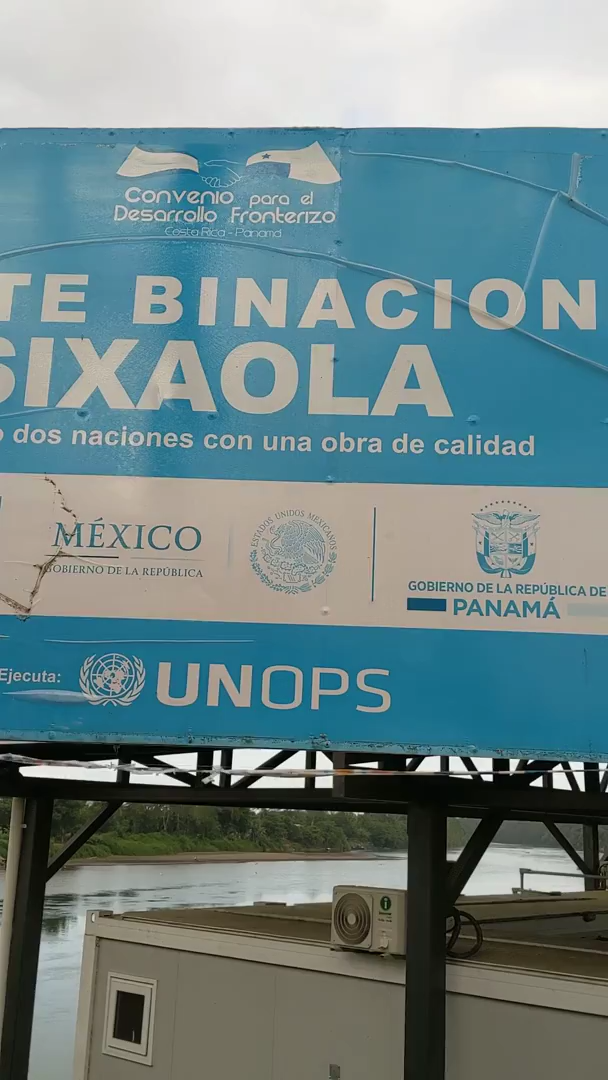 Convenio para el
Desarrollo Fronterizo
Costa Rica - Panamá
TE BINACION
SIXAOLA
o dos naciones con una obra de calidad
MÉXICO
GOBIERNO DE LA REPÚBLICA
ESTADOS UNIDOS MEXICANOS
GOBIERNO DE LA REPÚBLICA DE
PANAMÁ
Ejecuta:
UNOPS